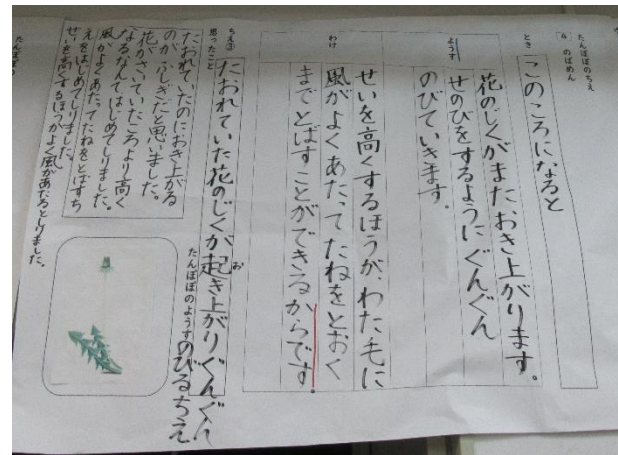 たんぽぽのちえ
４ のばめん
とき
このころになると
ようす
花のじくがまたおき上がります。
せのびをするようにぐんぐん
のびていきます。
わけ
せいを高くするほうが、わた毛に
風がよくあたってたねをとおく
までとばすことができるからです。
ちえ③
たおれていた花のじくが起き上がりぐんぐん
お
のびるちえ
思ったこと
たおれていたのにおき上がる
のがふしぎだと思いました。
花がさいていたころより高く
なるなんてはじめてしりました。
風がよくあたってたねをとばすち
えをはじめてしりました。
せいを高くするほうがよく風があたるとしりました。
たんぽぽのようす